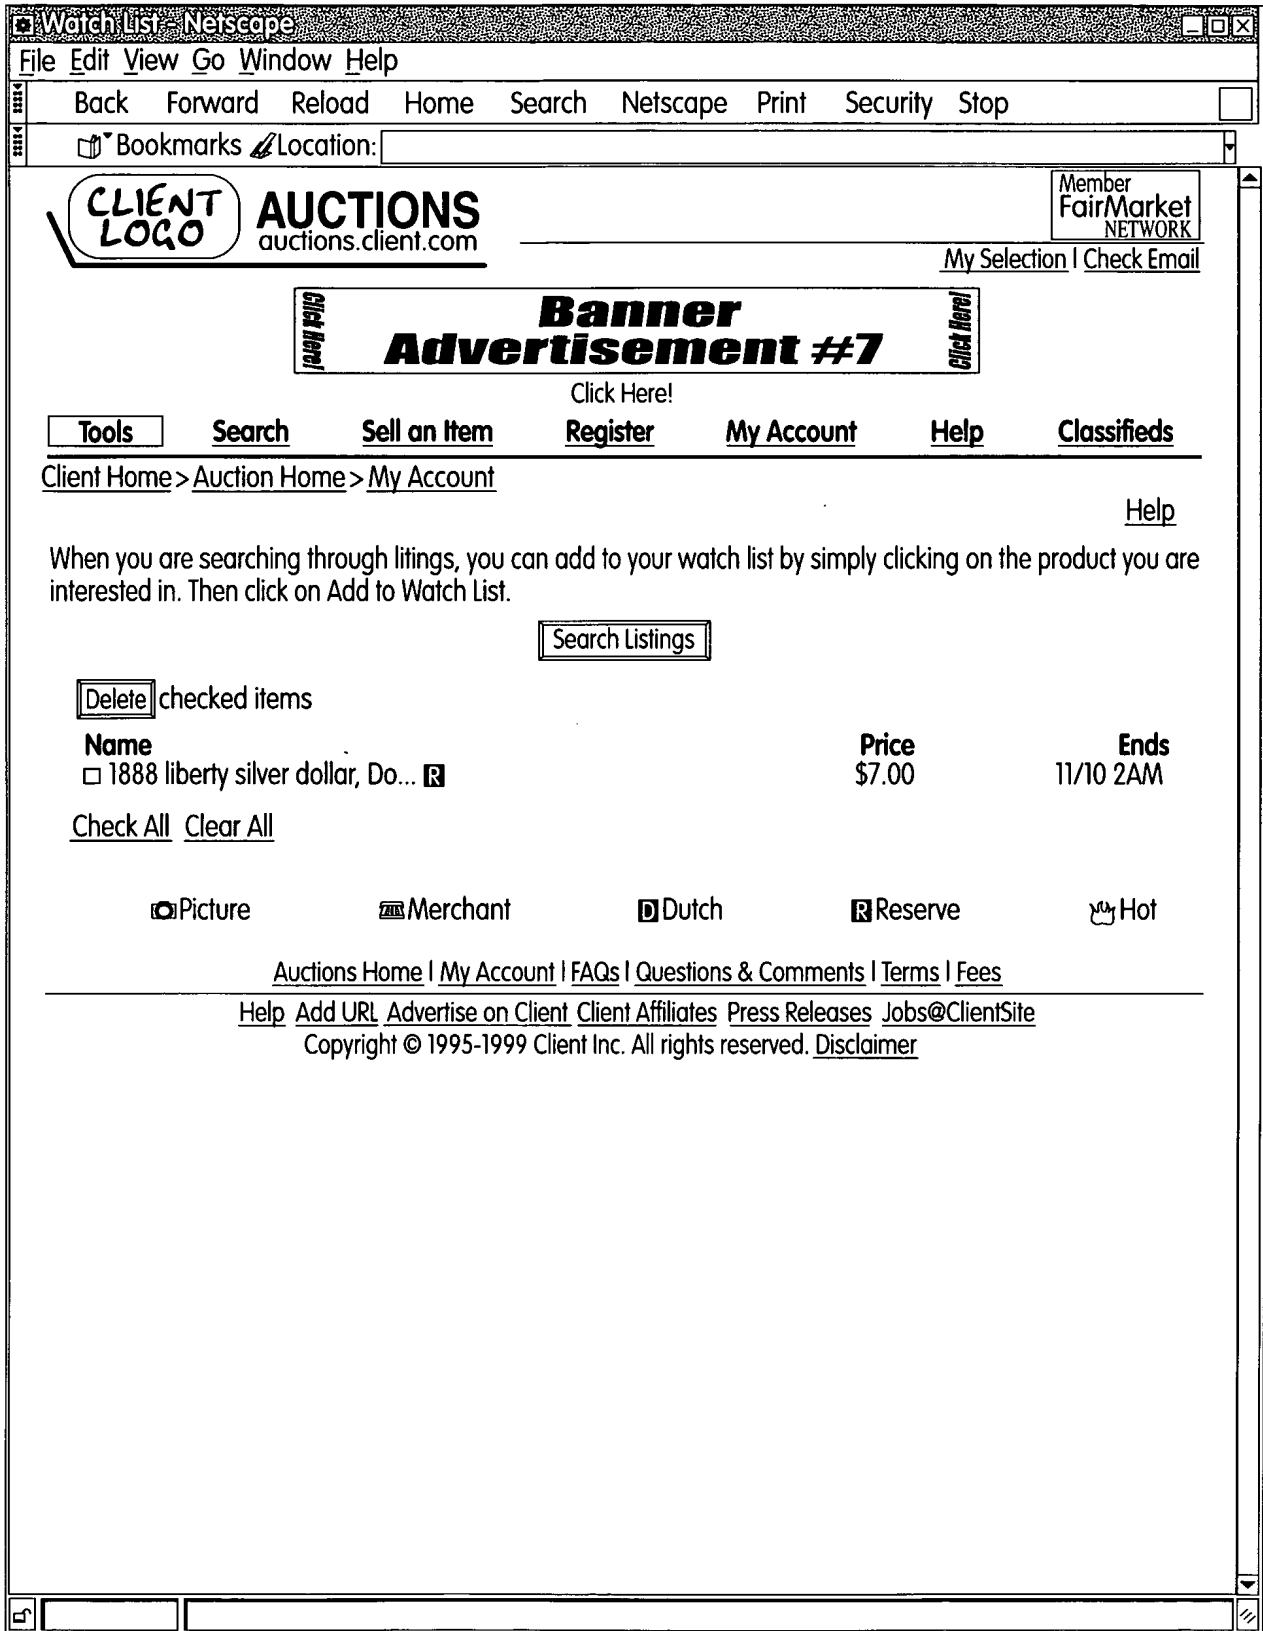 Watch List - Netscape
File Edit View Go Window Help
Back Forward Reload Home Search Netscape Print Security Stop
Bookmarks Location:
CLIENT LOGO
AUCTIONS
auctions.client.com
Member
FairMarket
NETWORK
My Selection | Check Email
Click Here!
Banner
Advertisement #7
Click Here!
Click Here!
Tools Search Sell an Item Register My Account Help Classifieds
Client Home > Auction Home > My Account
Help
When you are searching through litings, you can add to your watch list by simply clicking on the product you are
interested in. Then click on Add to Watch List.
Search Listings
Delete checked items
Name Price Ends
1888 liberty silver dollar, Do... R $7.00 11/10 2AM
Check All Clear All
Picture Merchant D Dutch R Reserve Hot
Auctions Home | My Account | FAQs | Questions & Comments | Terms | Fees
Help Add URL Advertise on Client Client Affiliates Press Releases Jobs@ClientSite
Copyright © 1995-1999 Client Inc. All rights reserved. Disclaimer